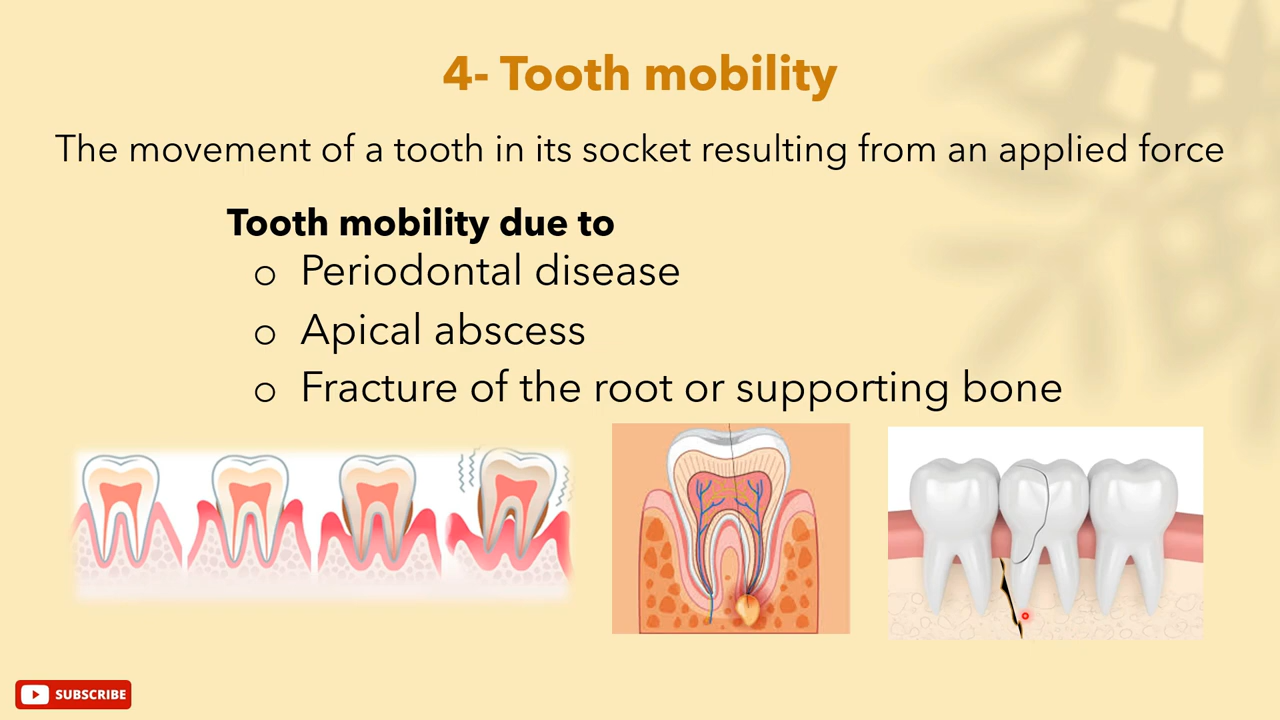 4- Tooth mobility
The movement of a tooth in its socket resulting from an applied force
Tooth mobility due to
o Periodontal disease
o Apical abscess
o Fracture of the root or supporting bone
SUBSCRIBE